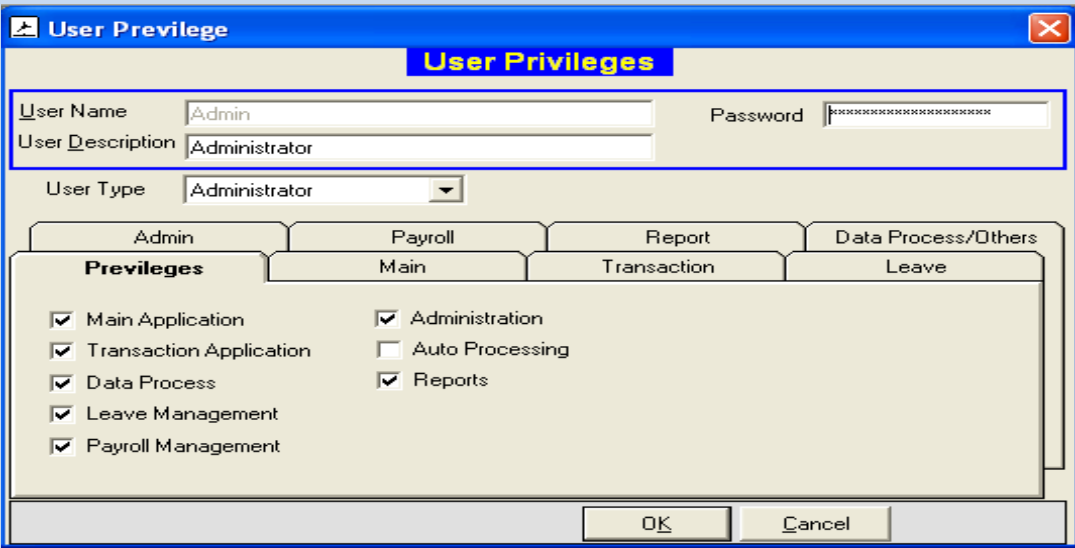 User Previlege
User Privileges
User Name Admin Password ********************
User Description Administrator
User Type Administrator
Admin Payroll Report Data Process/Others
Previleges Main Transaction Leave
Main Application Administration
Transaction Application Auto Processing
Data Process Reports
Leave Management
Payroll Management
OK Cancel